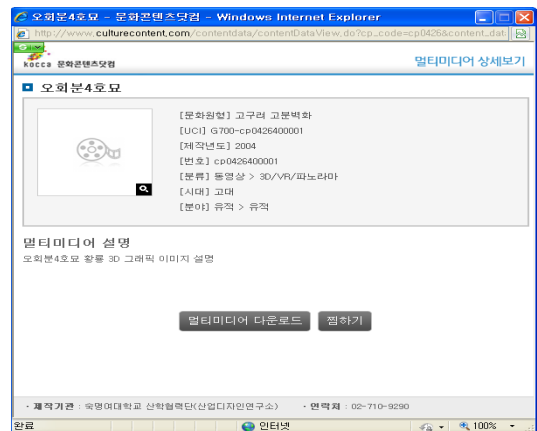 오회분4호묘 - 문화콘텐츠닷컴 - Windows Internet Explorer
http://www.culturecontent.com/contentdata/contentDataView.do?cp_code=cp0426&content_dat
kocca 문화콘텐츠닷컴
멀티미디어 상세보기
오회분4호묘
[문화원형] 고구려 고분벽화
[UCI] G700-cp0426400001
[제작년도] 2004
[번호] cp0426400001
[분류] 동영상 > 3D/VR/파노라마
[시대] 고대
[분야] 유적 > 유적
멀티미디어 설명
오회분4호묘 황룡 3D 그래픽 이미지 설명
멀티미디어 다운로드 찜하기
· 제작기관 : 숙명여대학교 산학협력단(산업디자인연구소) · 연락처 : 02-710-9290
완료 인터넷 100%